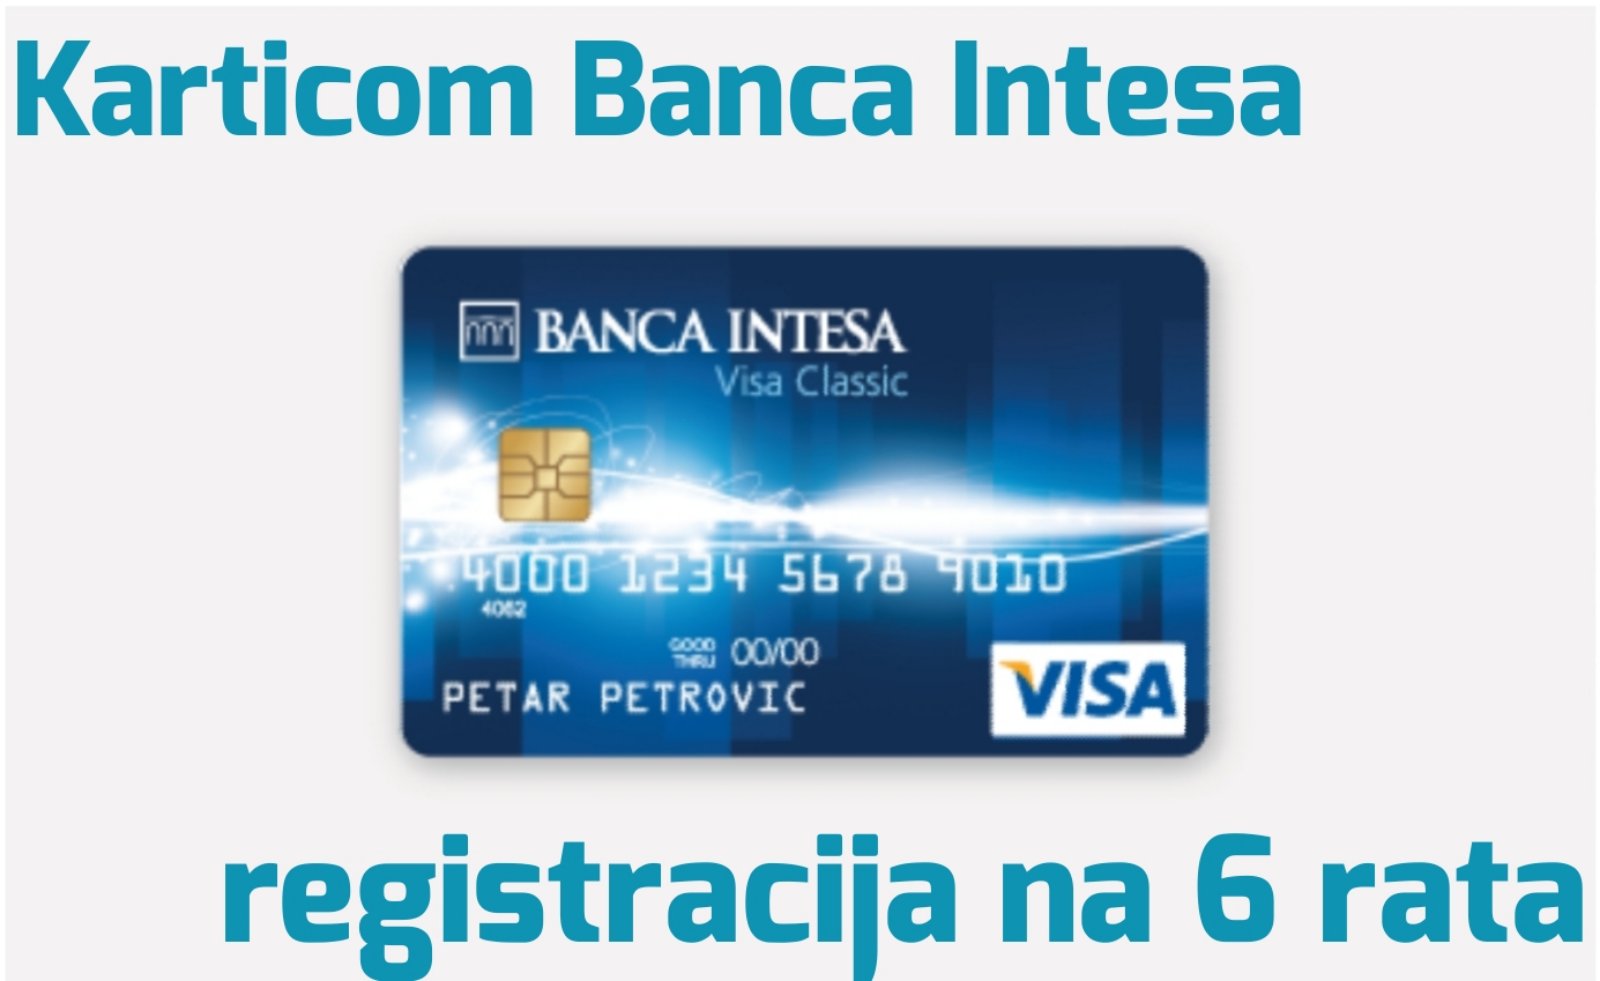 Karticom Banca Intesa
BANCA INTESA
Visa Classic
4000 1234 5678 9010
4062
GOOD THRU 00/00
PETAR PETROVIC
VISA
registracija na 6 rata